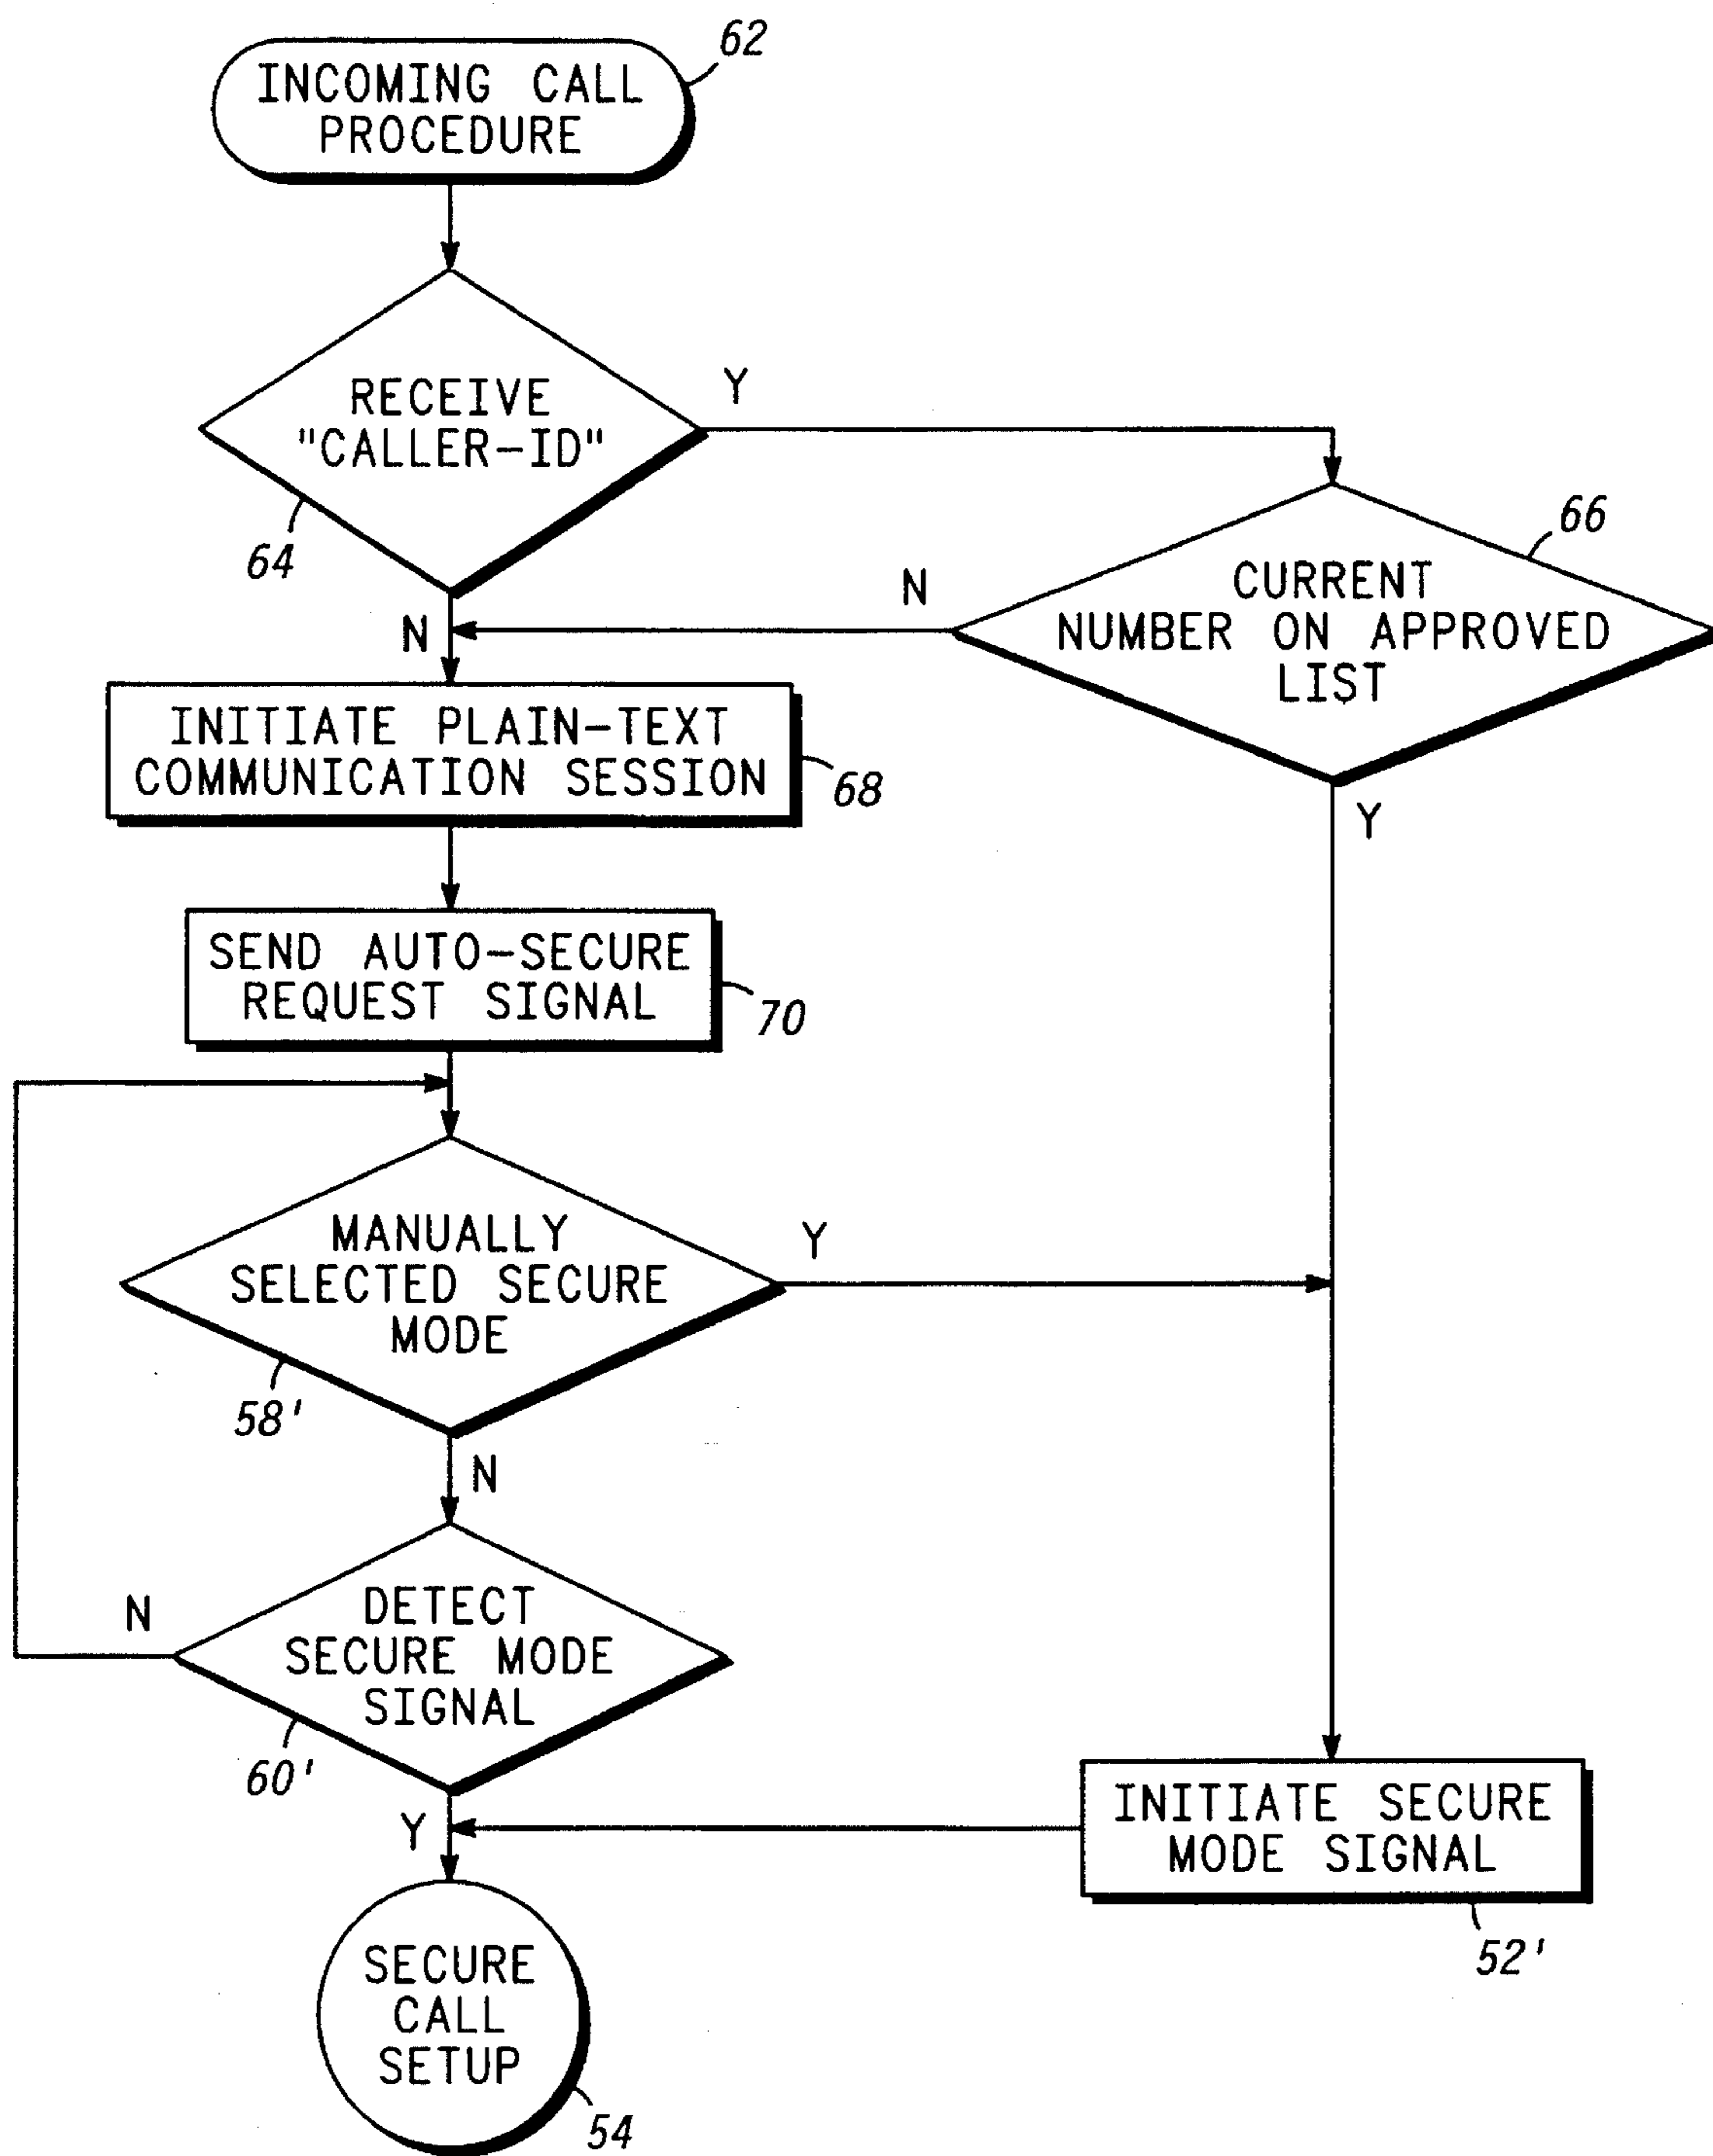 62
INCOMING CALL
PROCEDURE
Y
RECEIVE
"CALLER-ID"
64
66
N
CURRENT
NUMBER ON APPROVED
LIST
N
INITIATE PLAIN-TEXT
COMMUNICATION SESSION
68
Y
SEND AUTO-SECURE
REQUEST SIGNAL
70
MANUALLY
SELECTED SECURE
MODE
Y
58'
N
N
DETECT
SECURE MODE
SIGNAL
60'
Y
INITIATE SECURE
MODE SIGNAL
52'
SECURE
CALL
SETUP
54